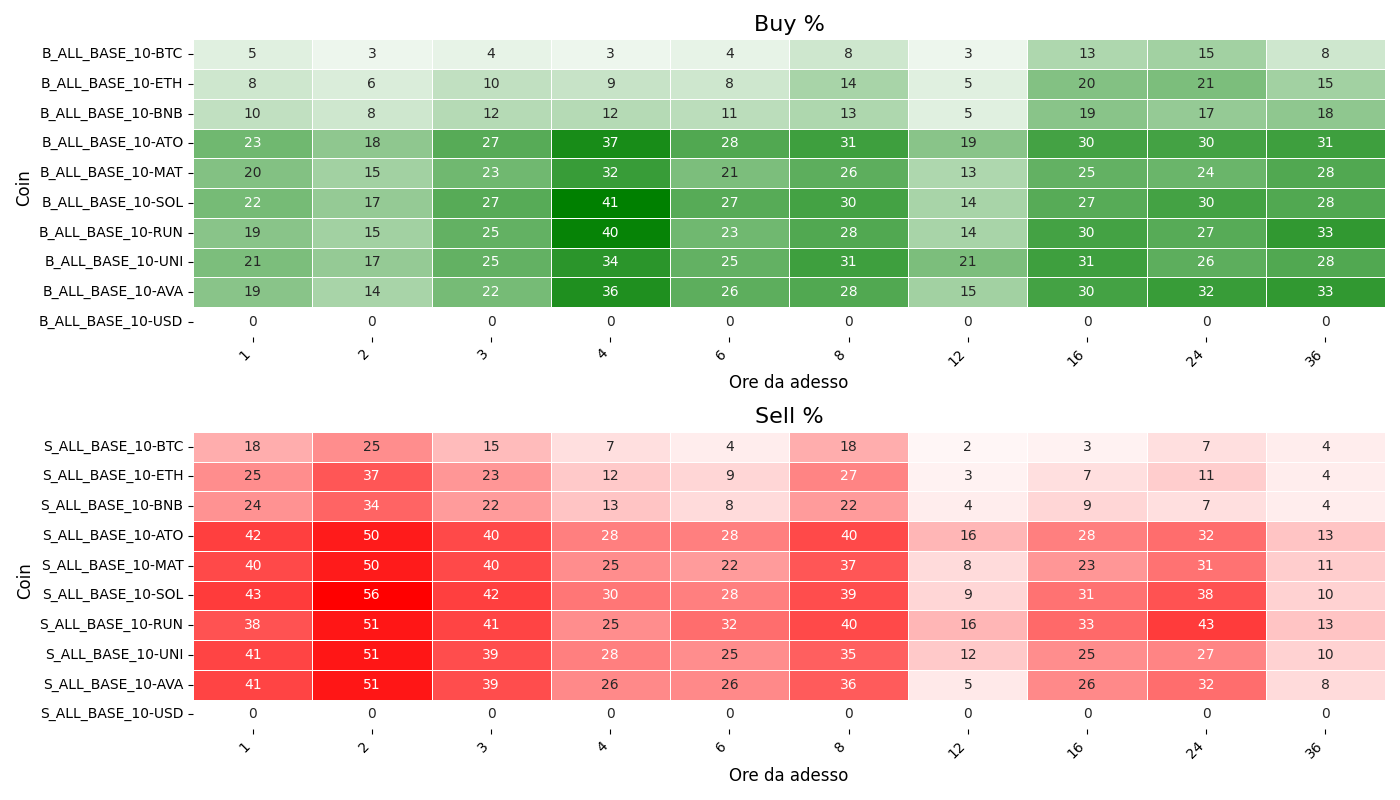 Buy %
Coin
B_ALL_BASE_10-BTC 5 3 4 3 4 8 3 13 15 8
B_ALL_BASE_10-ETH 8 6 10 9 8 14 5 20 21 15
B_ALL_BASE_10-BNB 10 8 12 12 11 13 5 19 17 18
B_ALL_BASE_10-ATO 23 18 27 37 28 31 19 30 30 31
B_ALL_BASE_10-MAT 20 15 23 32 21 26 13 25 24 28
B_ALL_BASE_10-SOL 22 17 27 41 27 30 14 27 30 28
B_ALL_BASE_10-RUN 19 15 25 40 23 28 14 30 27 33
B_ALL_BASE_10-UNI 21 17 25 34 25 31 21 31 26 28
B_ALL_BASE_10-AVA 19 14 22 36 26 28 15 30 32 33
B_ALL_BASE_10-USD 0 0 0 0 0 0 0 0 0 0
1 2 3 4 6 8 12 16 24 36
Ore da adesso
Sell %
Coin
S_ALL_BASE_10-BTC 18 25 15 7 4 18 2 3 7 4
S_ALL_BASE_10-ETH 25 37 23 12 9 27 3 7 11 4
S_ALL_BASE_10-BNB 24 34 22 13 8 22 4 9 7 4
S_ALL_BASE_10-ATO 42 50 40 28 28 40 16 28 32 13
S_ALL_BASE_10-MAT 40 50 40 25 22 37 8 23 31 11
S_ALL_BASE_10-SOL 43 56 42 30 28 39 9 31 38 10
S_ALL_BASE_10-RUN 38 51 41 25 32 40 16 33 43 13
S_ALL_BASE_10-UNI 41 51 39 28 25 35 12 25 27 10
S_ALL_BASE_10-AVA 41 51 39 26 26 36 5 26 32 8
S_ALL_BASE_10-USD 0 0 0 0 0 0 0 0 0 0
1 2 3 4 6 8 12 16 24 36
Ore da adesso